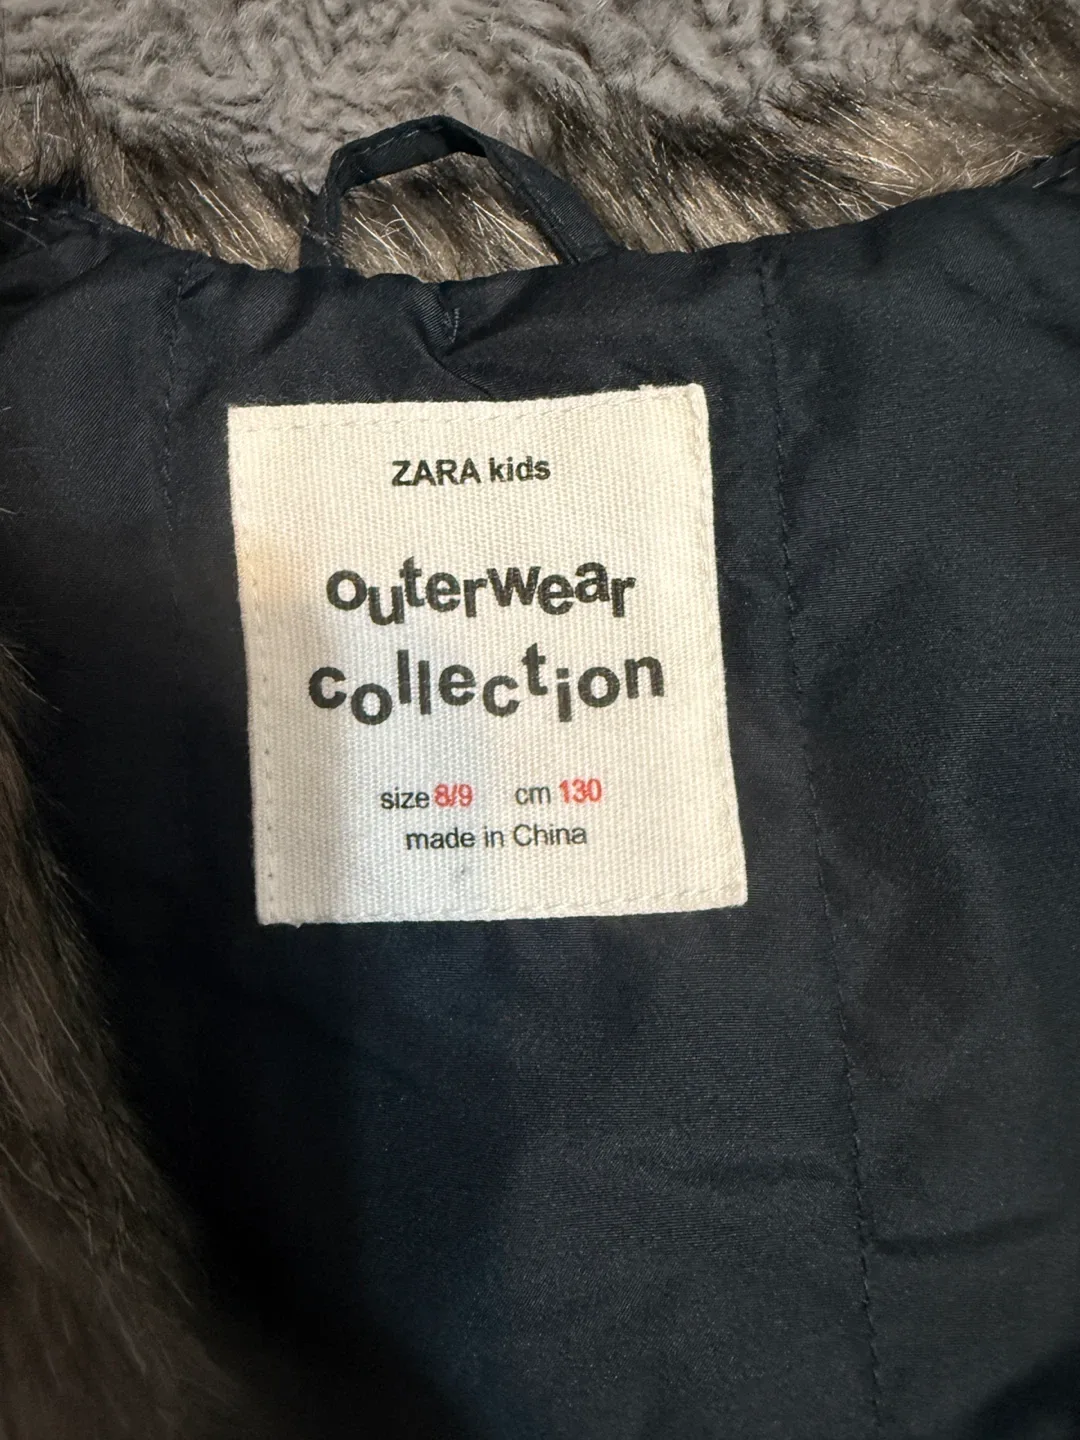 ZARA kids
outerwear
collection
size 8/9 cm 130
made in China